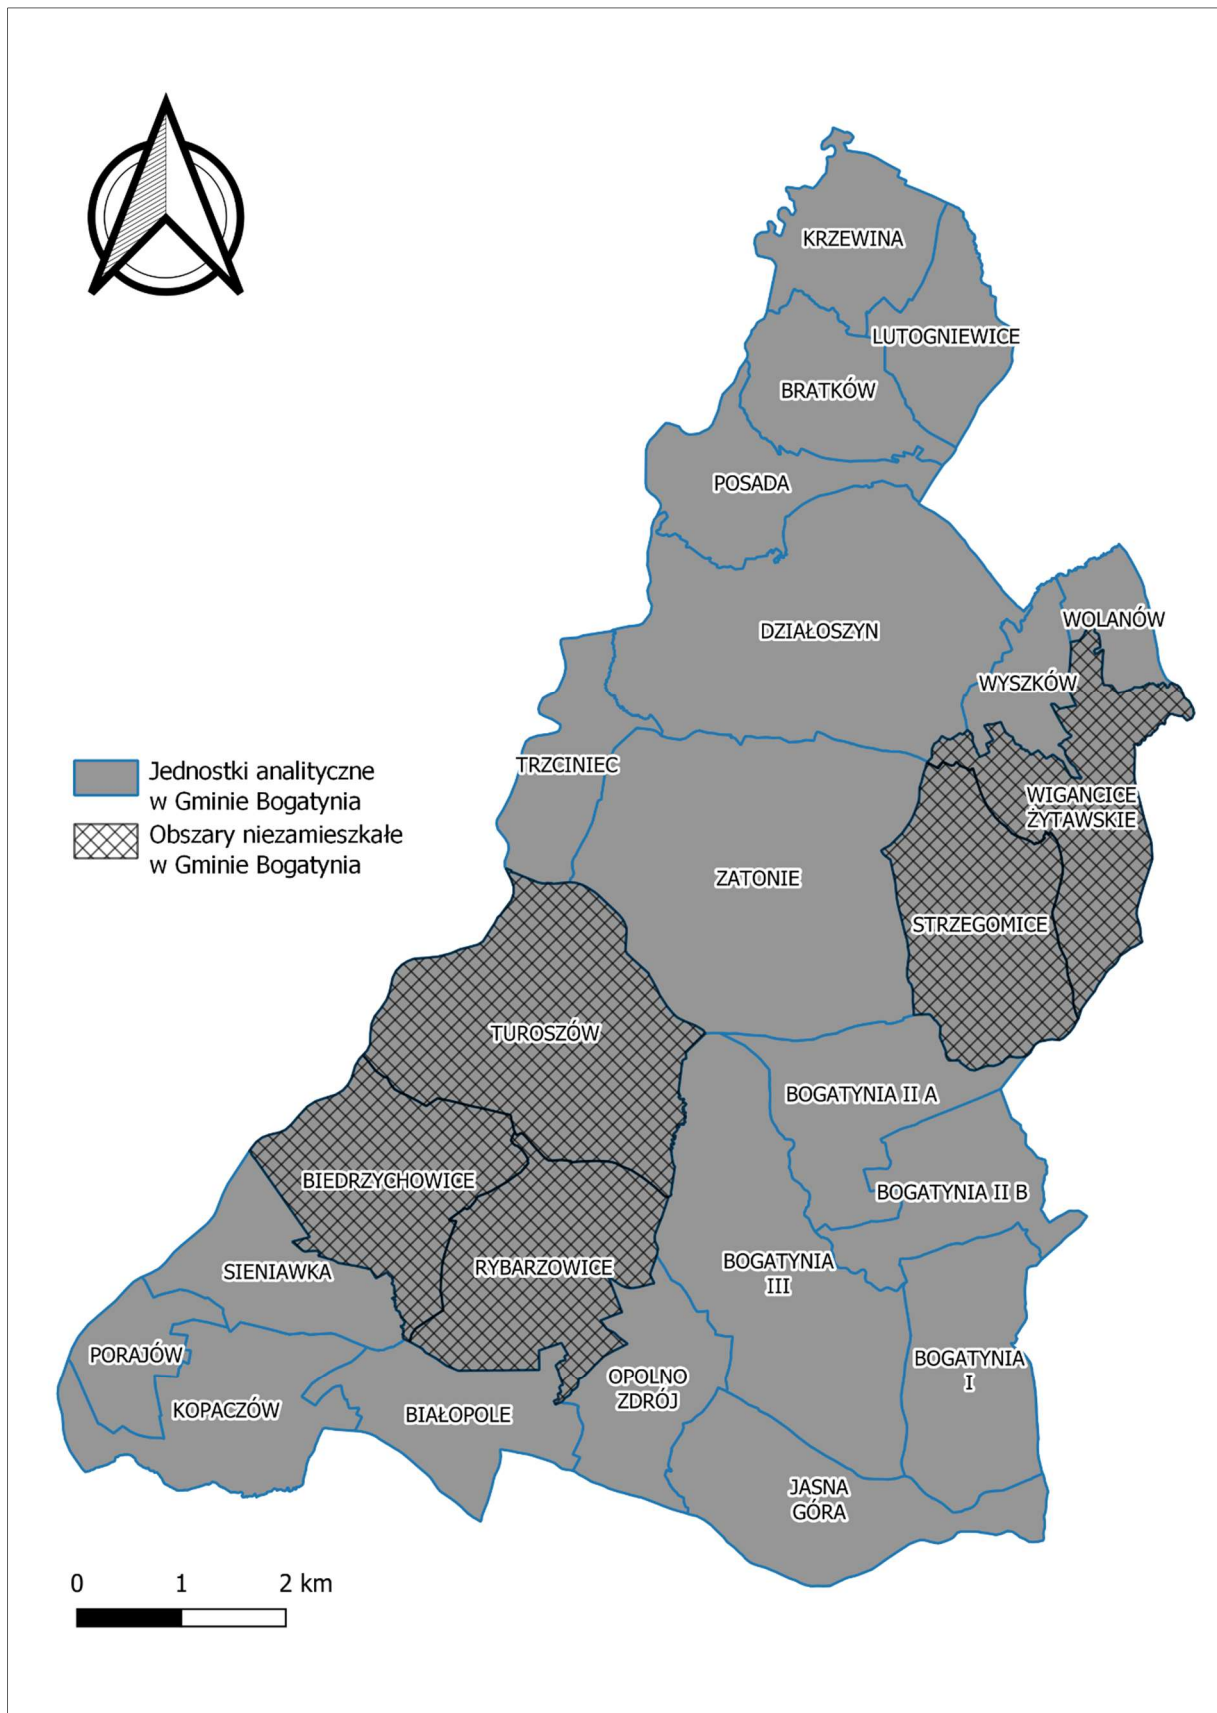 KRZEWINA
LUTOGNIEWICE
BRATKÓW
POSADA
DZIAŁOSZYN
WOLANÓW
WYSZKÓW
TRZCINIEC
Jednostki analityczne
w Gminie Bogatynia
Obszary niezamieszkałe
w Gminie Bogatynia
WIGANCICE
ŻYTAWSKIE
ZATONIE
STRZEGOMICE
TUROSZÓW
BOGATYNIA II A
BIEDRZYCHOWICE
BOGATYNIA II B
SIENIAWKA
RYBARZOWICE
BOGATYNIA
III
PORAJÓW
BOGATYNIA
I
OPOLNO
ZDRÓJ
KOPACZÓW
BIAŁOPOLE
JASNA
GÓRA
0 1 2 km